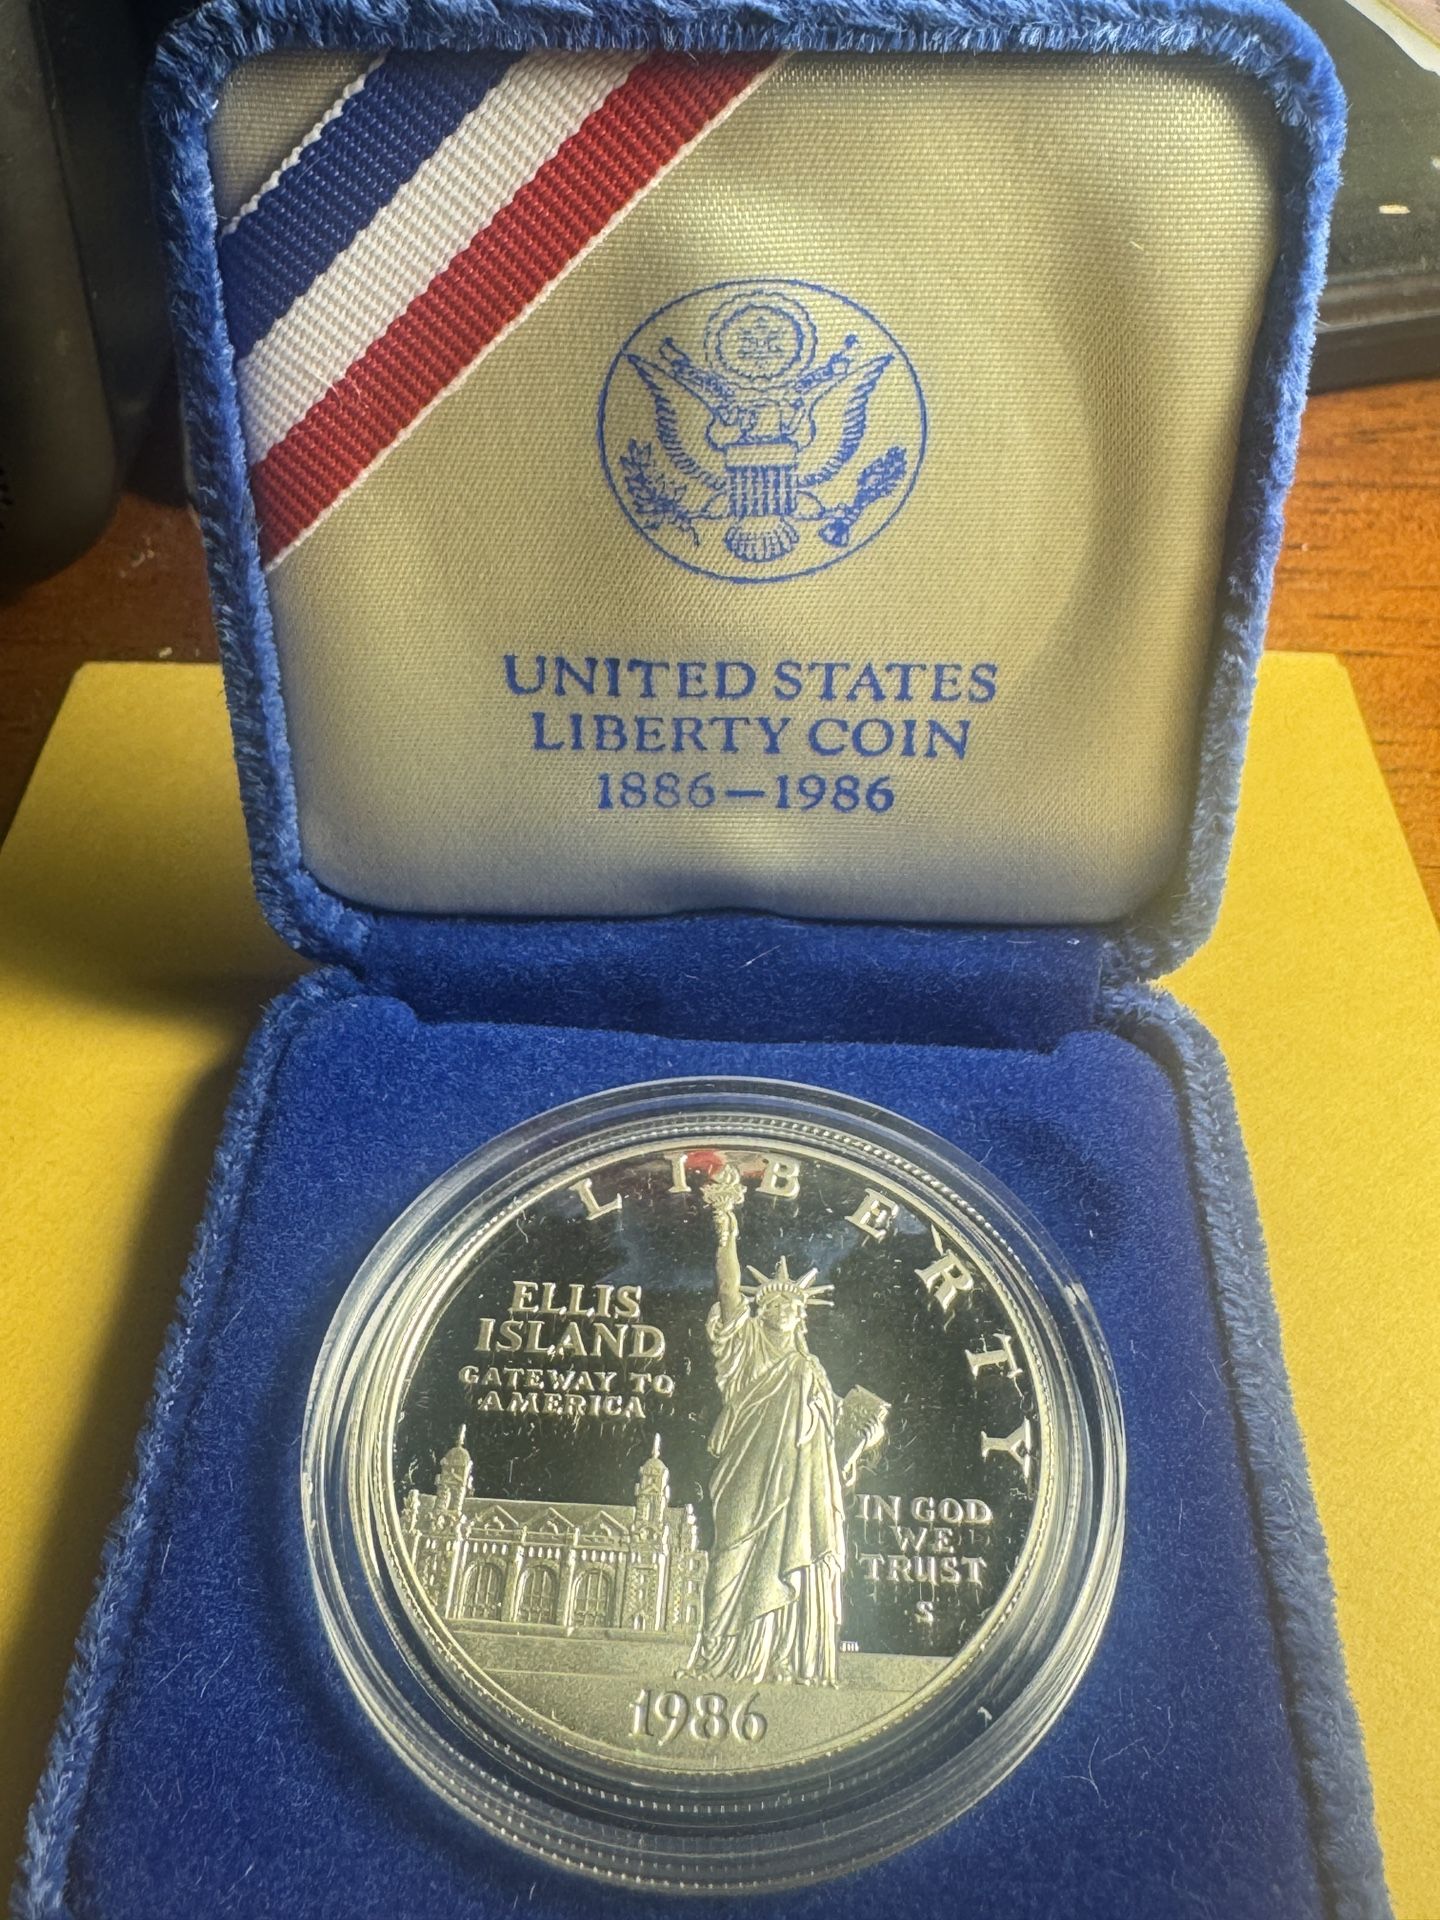 UNITED STATES
LIBERTY COIN
1886—1986
LIBERTY
ELLIS
ISLAND
GATEWAY TO
AMERICA
IN GOD
WE
TRUST
S
1986